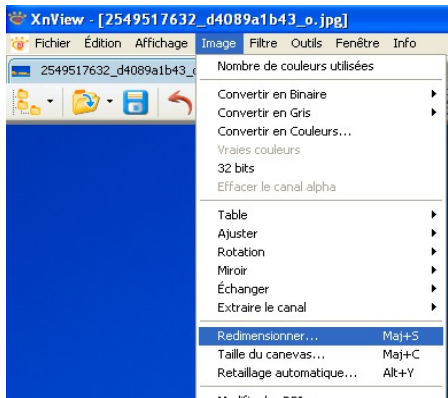 XnView - [2549517632_d4089a1b43_o.jpg]
Fichier Édition Affichage Image Filtre Outils Fenêtre Info
2549517632_d4089a1b43_
Nombre de couleurs utilisées
Convertir en Binaire
Convertir en Gris
Convertir en Couleurs...
Vraies couleurs
32 bits
Effacer le canal alpha
Table
Ajuster
Rotation
Miroir
Échanger
Extraire le canal
Redimensionner... Maj+S
Taille du canevas... Maj+C
Retaillage automatique... Alt+Y